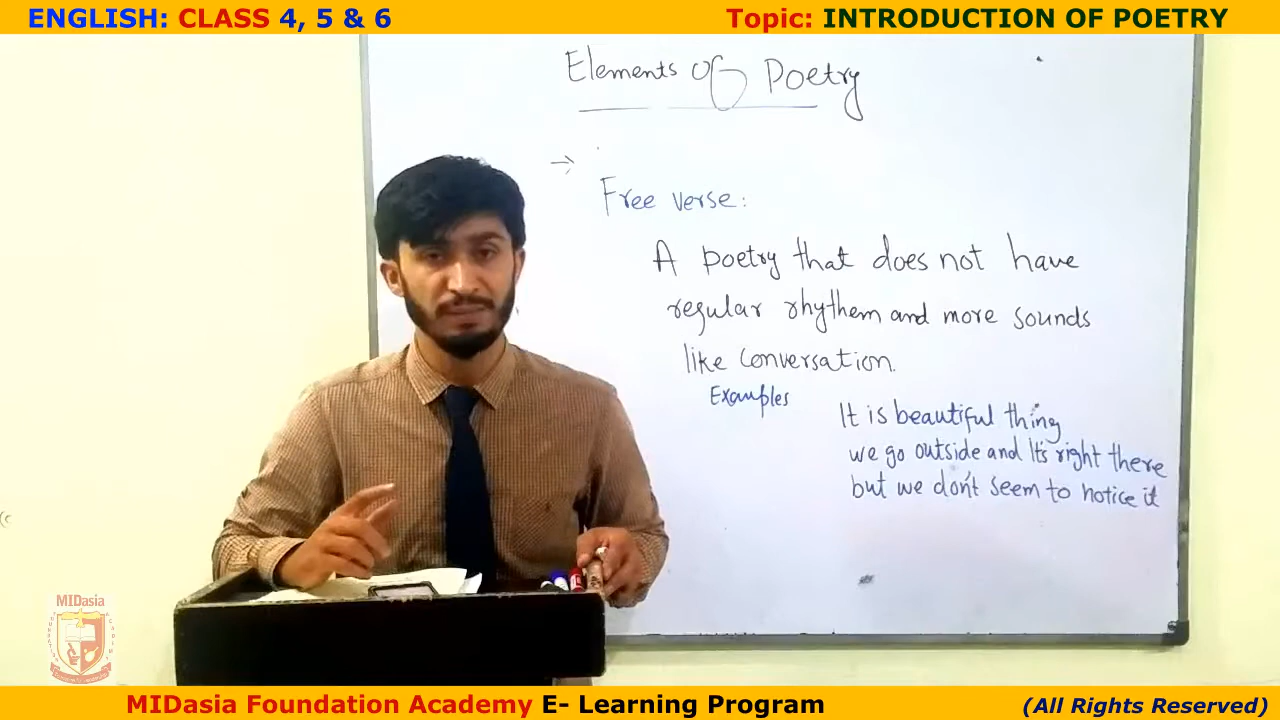 ENGLISH: CLASS 4, 5 & 6
Topic: INTRODUCTION OF POETRY
Elements of Poetry
→
Free verse:
A poetry that does not have
regular rhythem and more sounds
like conversation.
Examples
It is beautiful thing
we go outside and It's right there
but we don't seem to notice it
MIDasia
MIDasia Foundation Academy E- Learning Program
(All Rights Reserved)